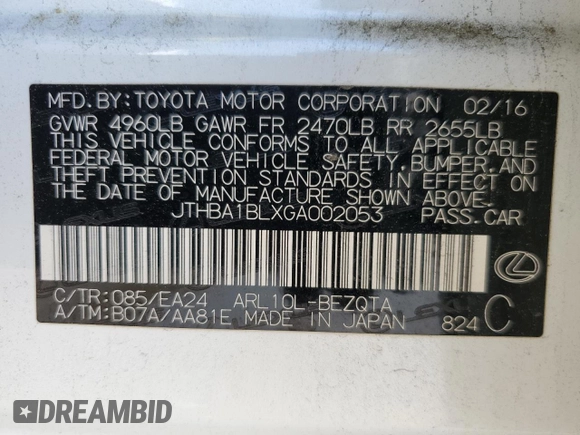 MFD. BY: TOYOTA MOTOR CORPORATION 02/16
GVWR 4960LB GAWR FR 2470LB RR 2655LB
THIS VEHICLE CONFORMS TO ALL APPLICABLE
FEDERAL MOTOR VEHICLE SAFETY, BUMPER, AND
THEFT PREVENTION STANDARDS IN EFFECT ON
THE DATE OF MANUFACTURE SHOWN ABOVE.
JTHBA1BLXGA002053 PASS.CAR
C/TR:085/EA24 ARL10L-BEZQTA
A/TM:B07A/AA81E MADE IN JAPAN 824 C
DREAMBID